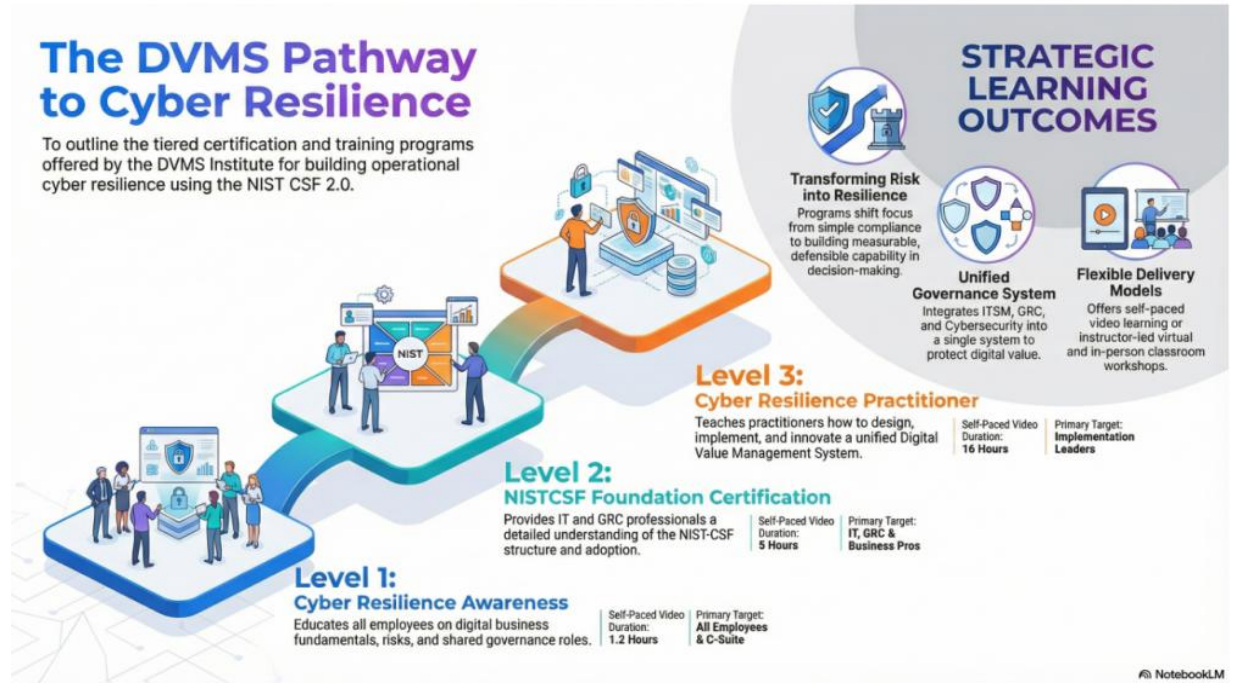 The DVMS Pathway
to Cyber Resilience
To outline the tiered certification and training programs
offered by the DVMS Institute for building operational
cyber resilience using the NIST CSF 2.0.
STRATEGIC
LEARNING
OUTCOMES
Transforming Risk
into Resilience
Programs shift focus
from simple compliance
to building measurable,
defensible capability in
decision-making.
Unified
Governance System
Integrates ITSM, GRC,
and Cybersecurity into
a single system to
protect digital value.
Flexible Delivery
Models
Offers self-paced
video learning or
instructor-led virtual
and in-person classroom
workshops.
NIST
Level 3:
Cyber Resilience Practitioner
Teaches practitioners how to design,
implement, and innovate a unified Digital
Value Management System.
Self-Paced Video
Duration:
16 Hours
Primary Target:
Implementation
Leaders
Level 2:
NISTCSF Foundation Certification
Provides IT and GRC professionals a
detailed understanding of the NIST-CSF
structure and adoption.
Self-Paced Video
Duration:
5 Hours
Primary Target:
IT, GRC &
Business Pros
Level 1:
Cyber Resilience Awareness
Educates all employees on digital business
fundamentals, risks, and shared governance roles.
Self-Paced Video
Duration:
1.2 Hours
Primary Target:
All Employees
& C-Suite
NotebookLM